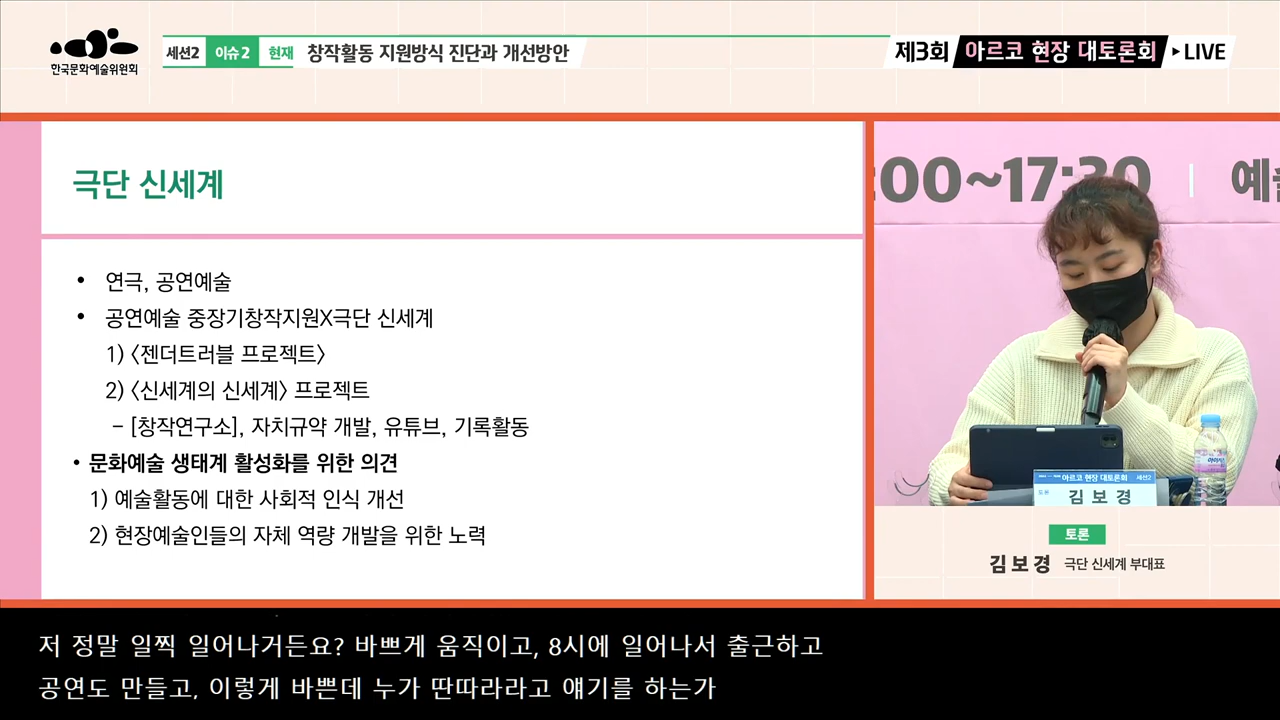 한국문화예술위원회
세션2 이슈 2 현재 창작활동 지원방식 진단과 개선방안
제3회 아르코 현장 대토론회 ▸LIVE
극단 신세계
• 연극, 공연예술
• 공연예술 중장기창작지원X극단 신세계
1) 〈젠더트러블 프로젝트〉
2) 〈신세계의 신세계〉 프로젝트
– [창작연구소], 자치규약 개발, 유튜브, 기록활동
• 문화예술 생태계 활성화를 위한 의견
1) 예술활동에 대한 사회적 인식 개선
2) 현장예술인들의 자체 역량 개발을 위한 노력
:00~17:30
아르코 현장 대토론회 세션2
토론
김보경
토론
김보경 극단 신세계 부대표
저 정말 일찍 일어나거든요? 바쁘게 움직이고, 8시에 일어나서 출근하고
공연도 만들고, 이렇게 바쁜데 누가 딴따라라고 얘기를 하는가